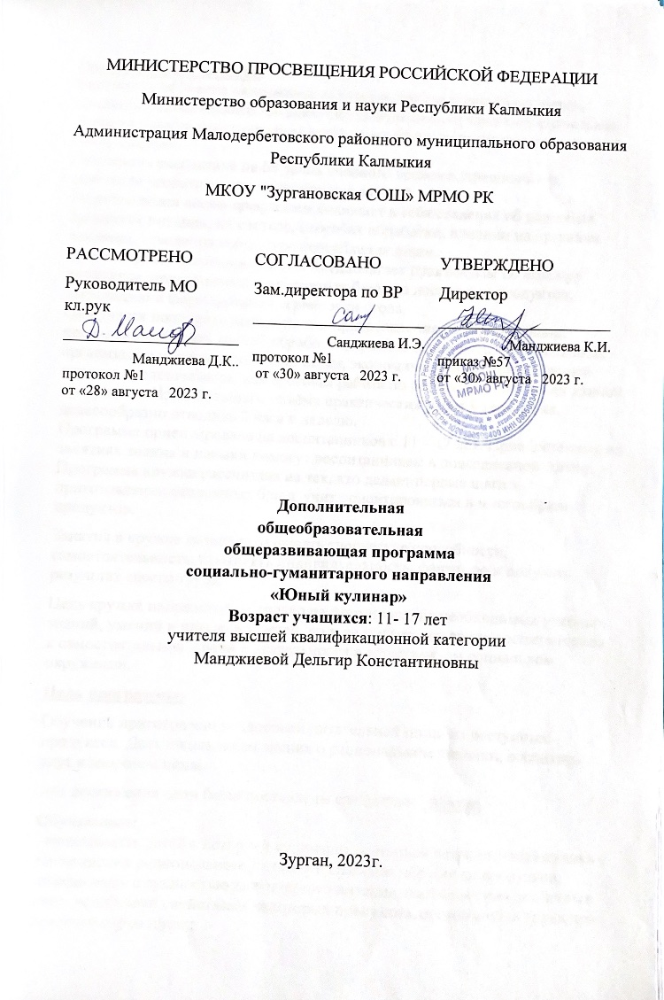 МИНИСТЕРСТВО ПРОСВЕЩЕНИЯ РОССИЙСКОЙ ФЕДЕРАЦИИ
Министерство образования и науки Республики Калмыкия
Администрация Малодербетовского районного муниципального образования
Республики Калмыкия
МКОУ "Зургановская СОШ» МРМО РК
РАССМОТРЕНО
Руководитель МО
кл.рук
Манджиева Д.К..
протокол №1
от «28» августа 2023 г.
СОГЛАСОВАНО
Зам.директора по ВР
Санджиева И.Э.
протокол №1
от «30» августа 2023 г.
УТВЕРЖДЕНО
Директор
Манджиева К.И.
приказ №57
от «30» августа 2023 г.
Дополнительная
общеобразовательная
общеразвивающая программа
социально-гуманитарного направления
«Юный кулинар»
Возраст учащихся: 11- 17 лет
учителя высшей квалификационной категории
Манджиевой Дельгир Константиновны
Зурган, 2023г.